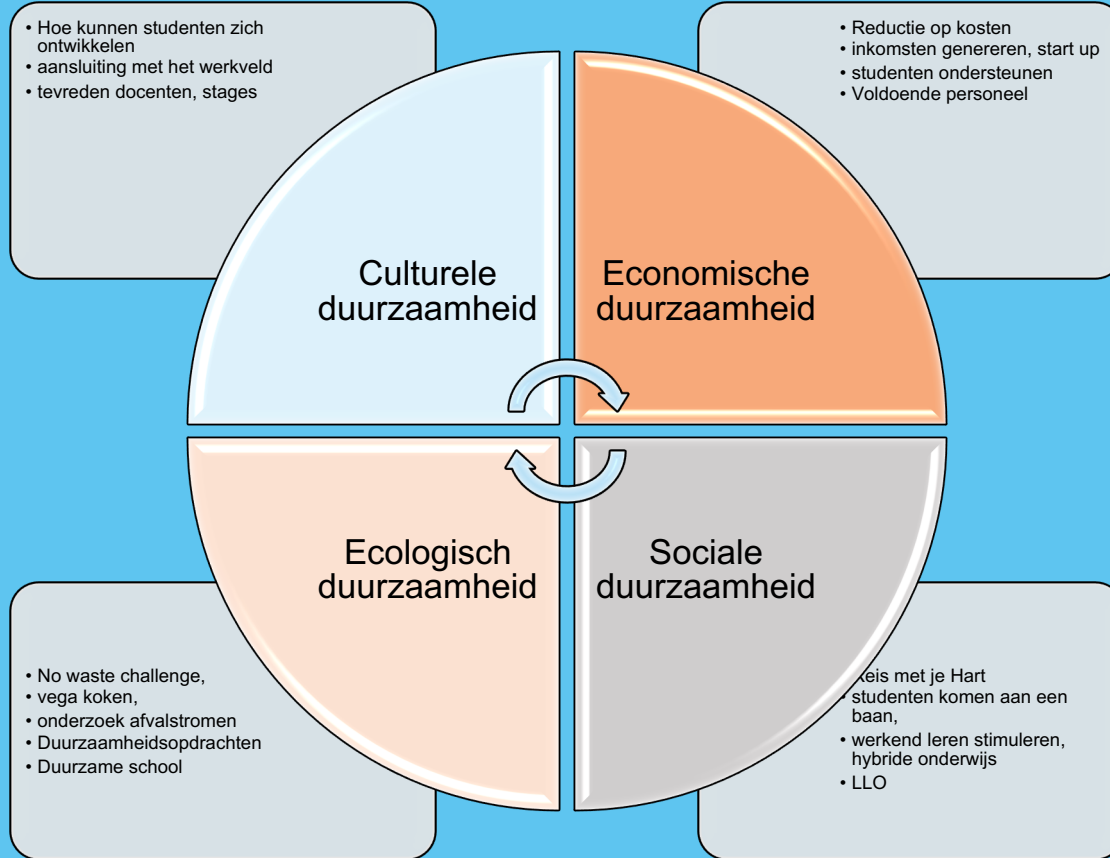 • Hoe kunnen studenten zich
ontwikkelen
• aansluiting met het werkveld
• tevreden docenten, stages
• Reductie op kosten
• inkomsten genereren, start up
• studenten ondersteunen
• Voldoende personeel
Culturele
duurzaamheid
Economische
duurzaamheid
Ecologisch
duurzaamheid
Sociale
duurzaamheid
• No waste challenge,
• vega koken,
• onderzoek afvalstromen
• Duurzaamheidsopdrachten
• Duurzame school
met je Hart
• studenten komen aan een
baan,
• werkend leren stimuleren,
hybride onderwijs
• LLO